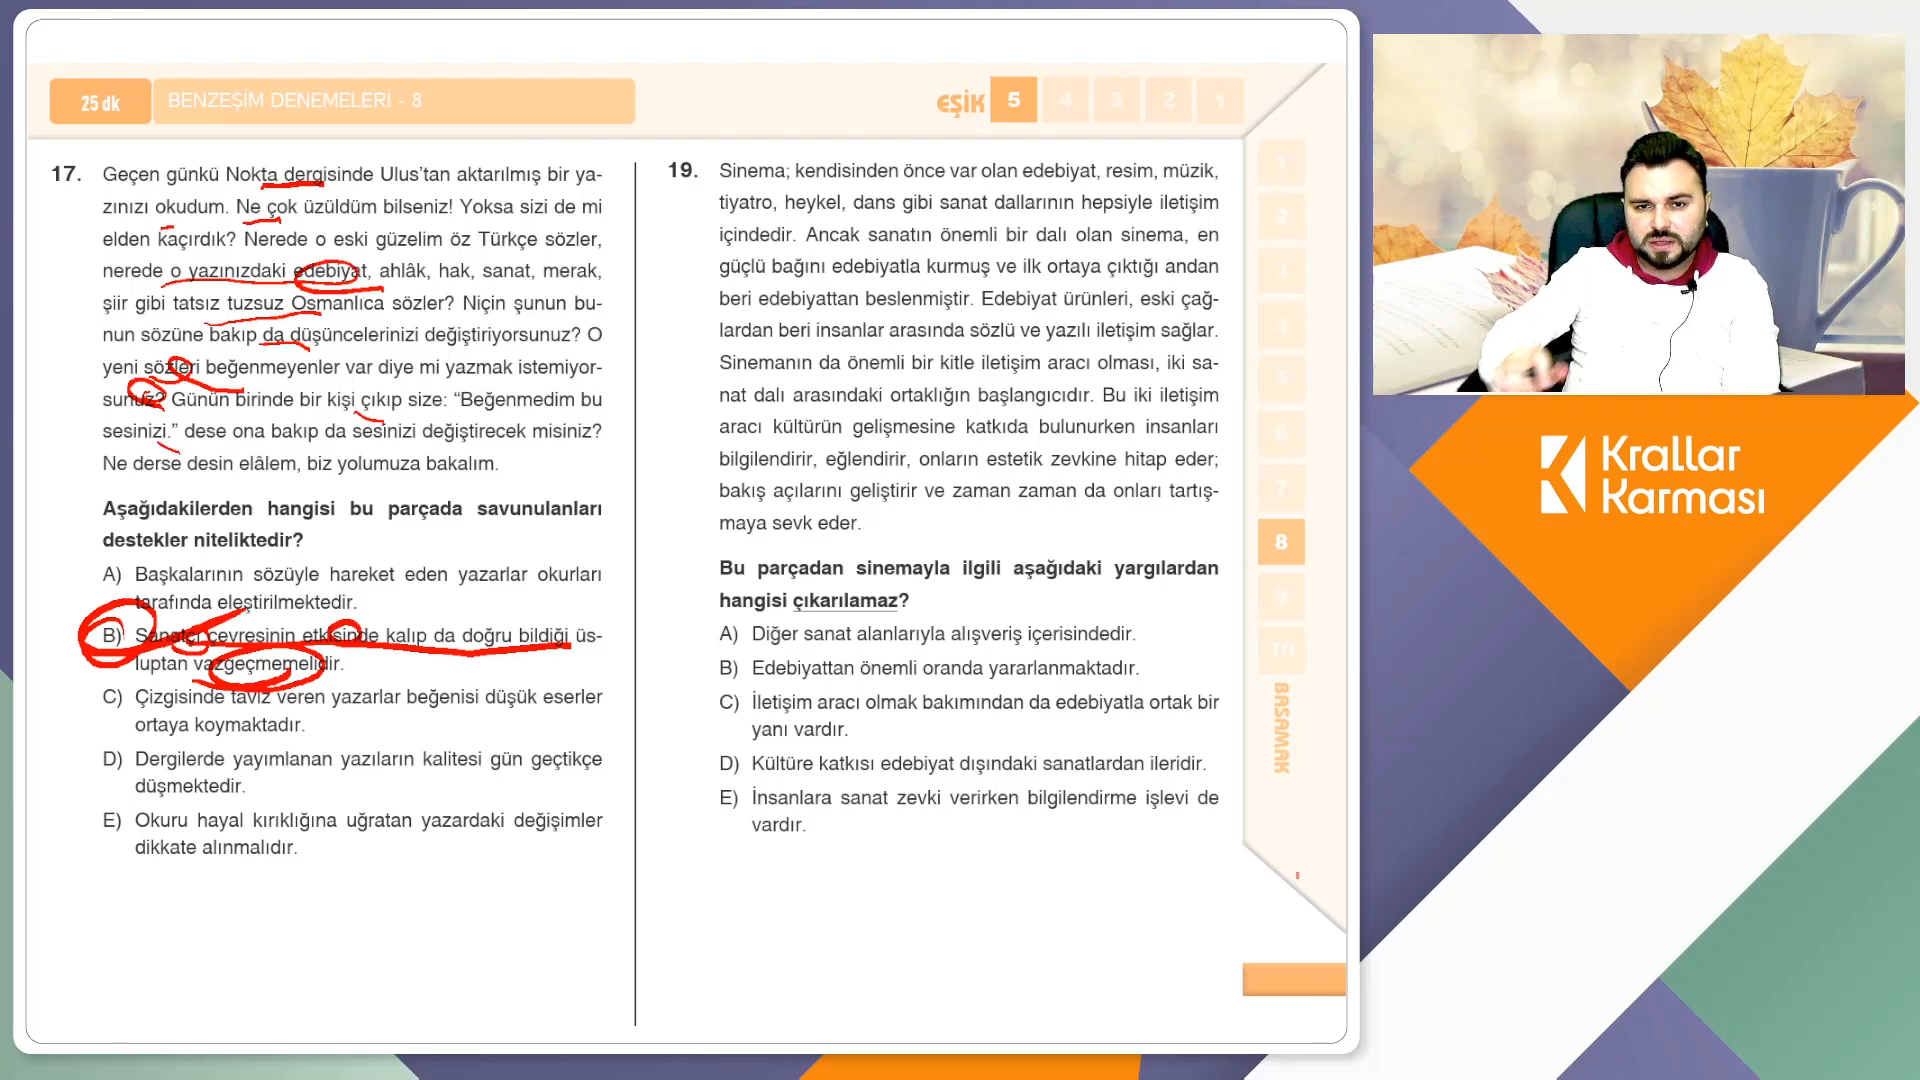 25 dk
BENZEŞİM DENEMELERİ - 8
EŞİK 5 4 3 2 1
17. Geçen günkü Nokta dergisinde Ulus’tan aktarılmış bir ya-
zınızı okudum. Ne çok üzüldüm bilseniz! Yoksa sizi de mi
elden kaçırdık? Nerede o eski güzelim öz Türkçe sözler,
nerede o yazınızdaki edebiyat, ahlâk, hak, sanat, merak,
şiir gibi tatsız tuzsuz Osmanlıca sözler? Niçin şunun bu-
nun sözüne bakıp da düşüncelerinizi değiştiriyorsunuz? O
yeni sözleri beğenmeyenler var diye mi yazmak istemiyor-
sunuz? Günün birinde bir kişi çıkıp size: “Beğenmedim bu
sesinizi.” dese ona bakıp da sesinizi değiştirecek misiniz?
Ne derse desin elâlem, biz yolumuza bakalım.
Aşağıdakilerden hangisi bu parçada savunulanları
destekler niteliktedir?
A) Başkalarının sözüyle hareket eden yazarlar okurları
tarafında eleştirilmektedir.
B) Sanatçı çevresinin etkisinde kalıp da doğru bildiği üs-
luptan vazgeçmemelidir.
C) Çizgisinde taviz veren yazarlar beğenisi düşük eserler
ortaya koymaktadır.
D) Dergilerde yayımlanan yazıların kalitesi gün geçtikçe
düşmektedir.
E) Okuru hayal kırıklığına uğratan yazardaki değişimler
dikkate alınmalıdır.
19. Sinema; kendisinden önce var olan edebiyat, resim, müzik,
tiyatro, heykel, dans gibi sanat dallarının hepsiyle iletişim
içindedir. Ancak sanatın önemli bir dalı olan sinema, en
güçlü bağını edebiyatla kurmuş ve ilk ortaya çıktığı andan
beri edebiyattan beslenmiştir. Edebiyat ürünleri, eski çağ-
lardan beri insanlar arasında sözlü ve yazılı iletişim sağlar.
Sinemanın da önemli bir kitle iletişim aracı olması, iki sa-
nat dalı arasındaki ortaklığın başlangıcıdır. Bu iki iletişim
aracı kültürün gelişmesine katkıda bulunurken insanları
bilgilendirir, eğlendirir, onların estetik zevkine hitap eder;
bakış açılarını geliştirir ve zaman zaman da onları tartış-
maya sevk eder.
Bu parçadan sinemayla ilgili aşağıdaki yargılardan
hangisi çıkarılamaz?
A) Diğer sanat alanlarıyla alışveriş içerisindedir.
B) Edebiyattan önemli oranda yararlanmaktadır.
C) İletişim aracı olmak bakımından da edebiyatla ortak bir
yanı vardır.
D) Kültüre katkısı edebiyat dışındaki sanatlardan ileridir.
E) İnsanlara sanat zevki verirken bilgilendirme işlevi de
vardır.
1
2
3
4
5
6
7
8
9
10
BASAMAK
Krallar
Karması